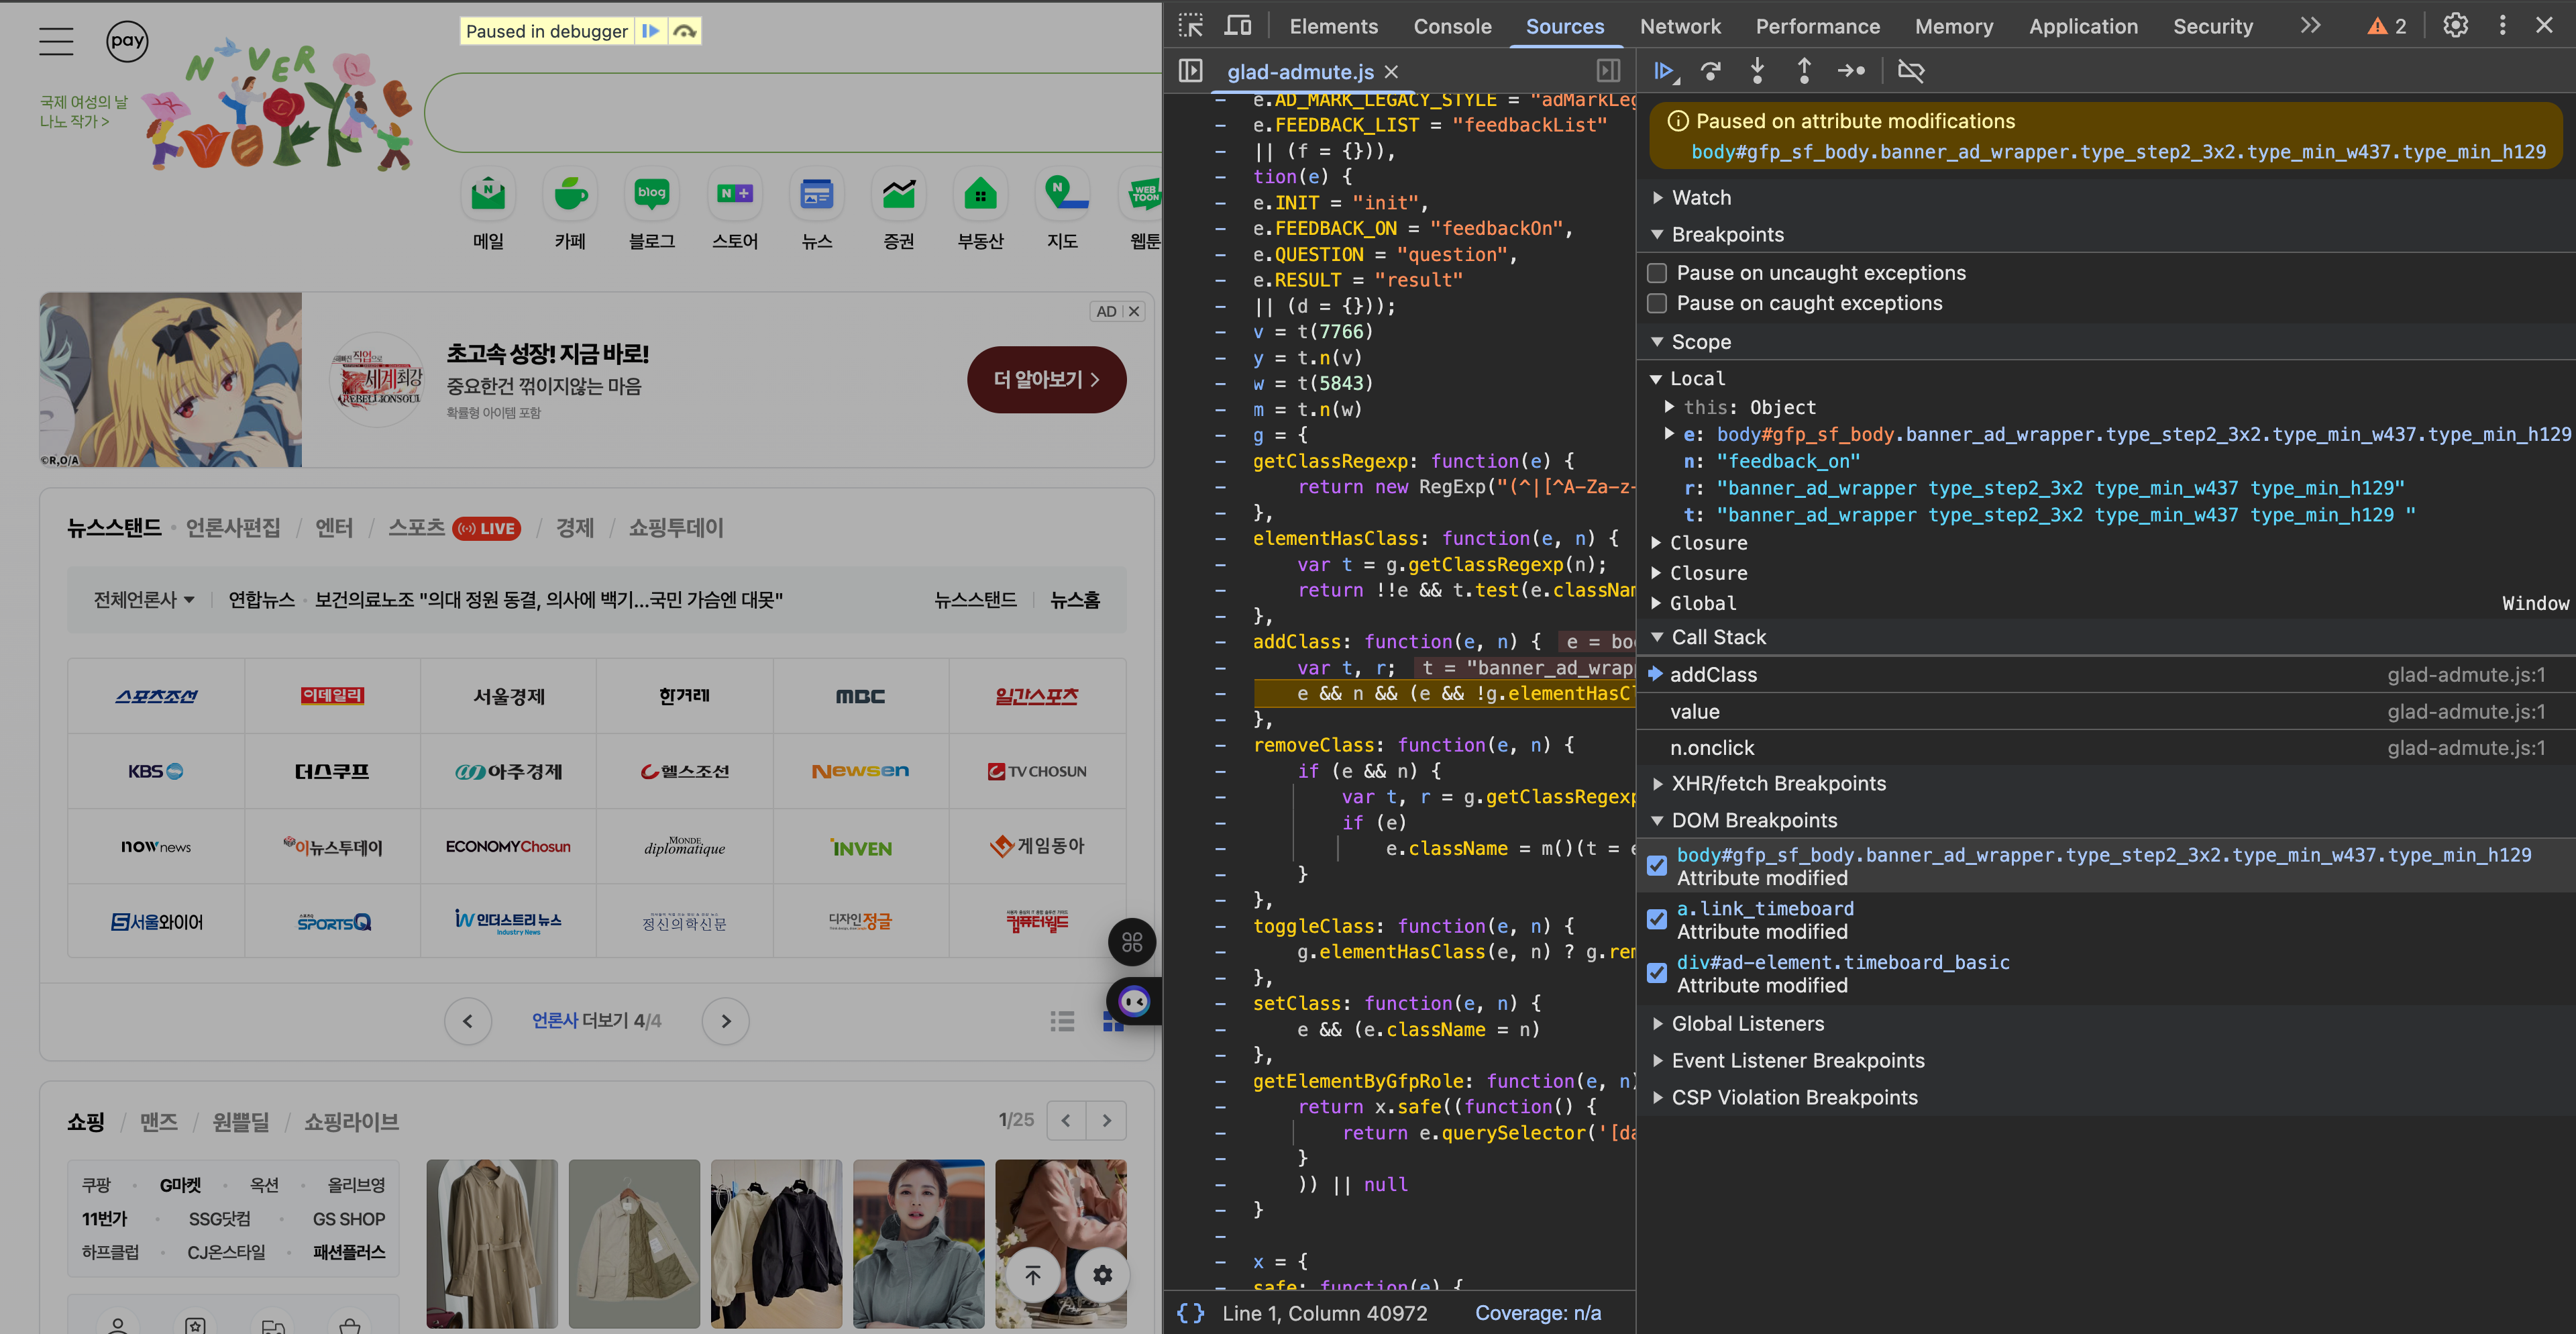 pay
Paused in debugger
국제 여성의 날
나노 작가 >
메일
카페
blog
블로그
스토어
뉴스
증권
부동산
지도
WEB TOON
웹툰
AD
초고속 성장! 지금 바로!
중요한건 꺾이지않는 마음
확률형 아이템 포함
더 알아보기 >
©R,O/A
뉴스스탠드 · 언론사편집 / 엔터 / 스포츠 LIVE / 경제 / 쇼핑투데이
전체언론사 연합뉴스 · 보건의료노조 "의대 정원 동결, 의사에 백기…국민 가슴엔 대못" 뉴스스탠드 뉴스홈
스포츠조선 이데일리 서울경제 한겨레 MBC 일간스포츠
KBS 더스쿠프 아주경제 헬스조선 Newsen TV CHOSUN
nownews 이뉴스투데이 ECONOMYChosun MONDE diplomatique iNVEN 게임동아
서울와이어 SPORTSQ 인더스트리 뉴스 Industry News 정신의학신문 디자인정글 컴퓨터월드
언론사 더보기 4/4
쇼핑 / 맨즈 / 원쁠딜 / 쇼핑라이브 1/25
쿠팡 · G마켓 · 옥션 · 올리브영
11번가 · SSG닷컴 · GS SHOP
하프클럽 · CJ온스타일 · 패션플러스
Elements Console Sources Network Performance Memory Application Security 2
glad-admute.js
e.AD_MARK_LEGACY_STYLE = "adMarkLeg
e.FEEDBACK_LIST = "feedbackList"
|| (f = {})),
tion(e) {
e.INIT = "init",
e.FEEDBACK_ON = "feedbackOn",
e.QUESTION = "question",
e.RESULT = "result"
|| (d = {}));
v = t(7766)
y = t.n(v)
w = t(5843)
m = t.n(w)
g = {
getClassRegexp: function(e) {
return new RegExp("(^|[^A-Za-z-
},
elementHasClass: function(e, n) {
var t = g.getClassRegexp(n);
return !!e && t.test(e.classNam
},
addClass: function(e, n) { e = bod
var t, r; t = "banner_ad_wrapp
e && n && (e && !g.elementHasCl
},
removeClass: function(e, n) {
if (e && n) {
var t, r = g.getClassRegexp
if (e)
e.className = m()(t = e
}
},
toggleClass: function(e, n) {
g.elementHasClass(e, n) ? g.rem
},
setClass: function(e, n) {
e && (e.className = n)
},
getElementByGfpRole: function(e, n)
return x.safe((function() {
return e.querySelector('[da
}
)) || null
}
x = {
safe: function(e) {
{} Line 1, Column 40972 Coverage: n/a
Paused on attribute modifications
body#gfp_sf_body.banner_ad_wrapper.type_step2_3x2.type_min_w437.type_min_h129
Watch
Breakpoints
Pause on uncaught exceptions
Pause on caught exceptions
Scope
Local
this: Object
e: body#gfp_sf_body.banner_ad_wrapper.type_step2_3x2.type_min_w437.type_min_h129
n: "feedback_on"
r: "banner_ad_wrapper type_step2_3x2 type_min_w437 type_min_h129"
t: "banner_ad_wrapper type_step2_3x2 type_min_w437 type_min_h129 "
Closure
Closure
Global Window
Call Stack
addClass glad-admute.js:1
value glad-admute.js:1
n.onclick glad-admute.js:1
XHR/fetch Breakpoints
DOM Breakpoints
body#gfp_sf_body.banner_ad_wrapper.type_step2_3x2.type_min_w437.type_min_h129
Attribute modified
a.link_timeboard
Attribute modified
div#ad-element.timeboard_basic
Attribute modified
Global Listeners
Event Listener Breakpoints
CSP Violation Breakpoints